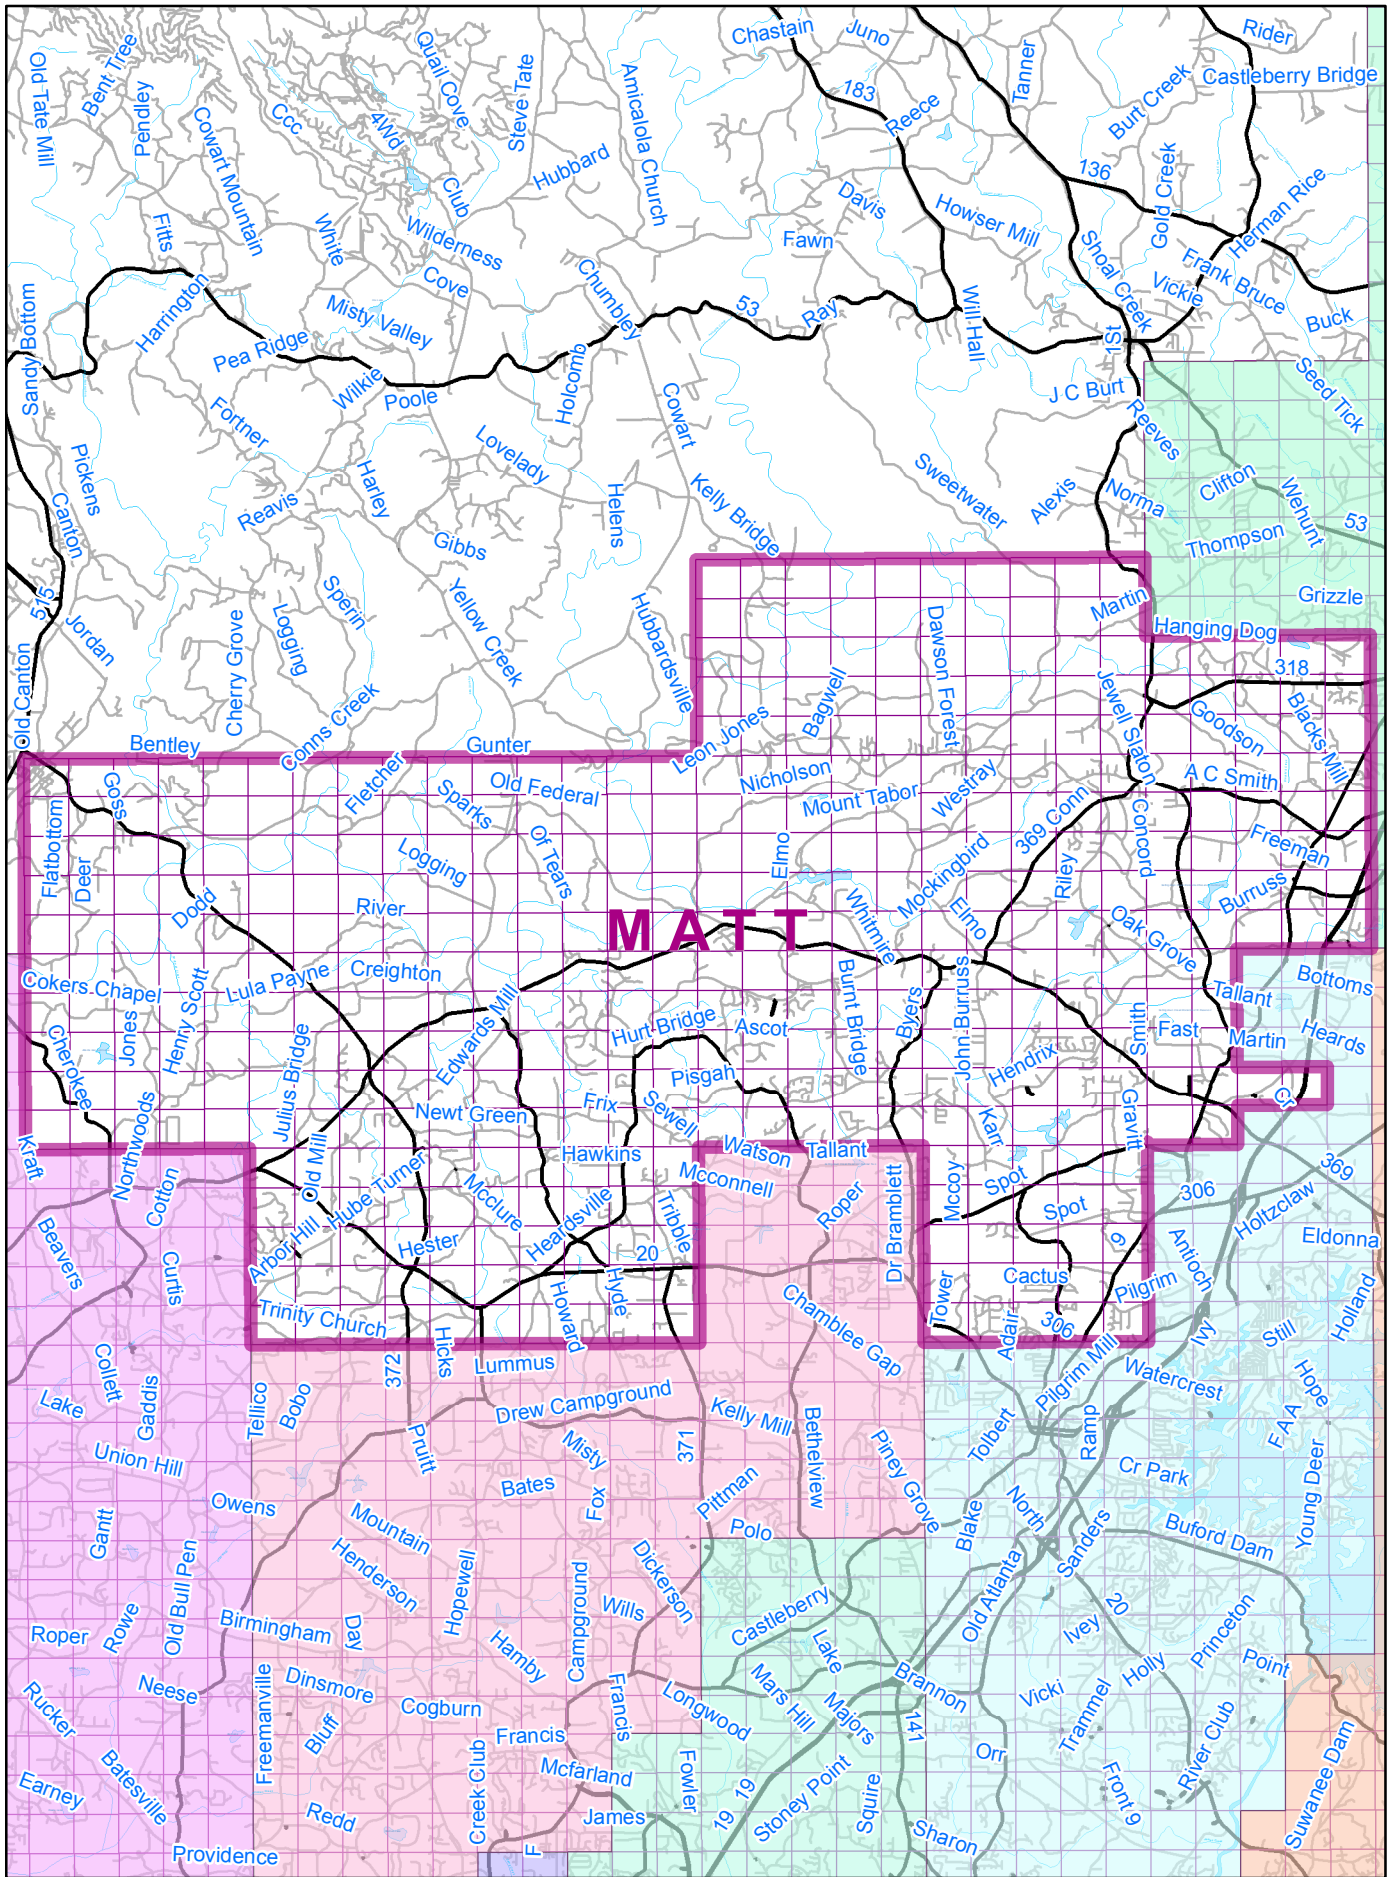 Chastain
Juno
Rider
Old Tate Mill
Bent Tree
Pendley
Quail Cove
Steve Tate
Amicalola Church
Tanner
Castleberry Bridge
Ccc
4Wd
183
Reece
Burt Creek
Cowart Mountain
Hubbard
136
Club
Davis
Howser Mill
Gold Creek
Herman Rice
Fitts
White
Wilderness
Fawn
Shoal Creek
Frank Bruce
Vickie
Cove
Chumbley
Sandy Bottom
Harrington
Misty Valley
53
Ray
Will-Hall
1St
Buck
Pea Ridge
Wilkie
Poole
Holcomb
Cowart
J C Burt
Reeves
Seed Tick
Fortner
Lovelady
Pickens
Harley
Sweetwater
Alexis
Norma
Clifton
Wehunt
53
Canton
Reavis
Helens
Kelly Bridge
Gibbs
Thompson
515
Jordan
Sperin
Logging
Cherry Grove
Yellow Creek
Hubbardsville
Dawson Forest
Martin
Grizzle
Hanging Dog
318
Old Canton
Bentley
Conns Creek
Gunter
Leon Jones
Bagwell
Jewell Slaton
Goodson
Blacks Mill
Fletcher
Goss
Sparks
Old Federal
Nicholson
Mount Tabor
Westray
A C Smith
Flatbottom
Deer
Of Tears
Logging
Elmo
369 Conn
Riley
Concord
Freeman
Mockingbird
Burruss
Dodd
River
MATT
Whitmire
Elmo
Oak Grove
Cokers Chapel
Henry Scott
Lula Payne
Creighton
Edwards Mill
Burnt Bridge
Byers
John-Burruss
Tallant
Bottoms
Cherokee
Jones
Julius Bridge
Hurt Bridge
Ascot
Hendrix
Smith
Fast
Martin
Heards
Pisgah
Newt Green
Frix
Sewell
Karr
Gravitt
Cr
Kraft
Northwoods
Cotton
Old Mill
Hube Turner
Hawkins
Watson
Tallant
Mcconnell
Mcclure
Heardsville
Tribble
Roper
Dr Bramblett
Mccoy
Spot
Spot
306
369
Holtzclaw
Eldonna
Beavers
Curtis
Arbor Hill
Hester
20
Hyde
Howard
Chamblee Gap
Tower
Cactus
9
Antioch
Pilgrim
Trinity Church
Hicks
372
Lummus
Adair
306
Pilgrim Mill
Ivy
Still
Holland
Collett
Gaddis
Lake
Tellico
Bobo
Drew Campground
Kelly Mill
Bethelview
Watercrest
Hope
F A A
Union Hill
Pruitt
Misty
371
Piney Grove
Tolbert
Ramp
Cr Park
Young Deer
Gantt
Owens
Bates
Fox
Pittman
Polo
Blake
North
Sanders
Buford Dam
Mountain
Henderson
Hopewell
Campground
Dickerson
Old Bull Pen
Old Atlanta
20
Roper
Rowe
Birmingham
Day
Wills
Castleberry
Ivey
Princeton
Hamby
Lake
Point
Neese
Dinsmore
Cogburn
Francis
Longwood
Mars Hill
Majors
Brannon
Vicki
Trammel
Holly
Rucker
Freemanville
Bluff
Francis
141
River Club
Suwanee Dam
Earney
Batesville
Creek Club
Mcfarland
Fowler
19
19
Stoney Point
Squire
Orr
Front 9
Redd
James
Sharon
Providence
F